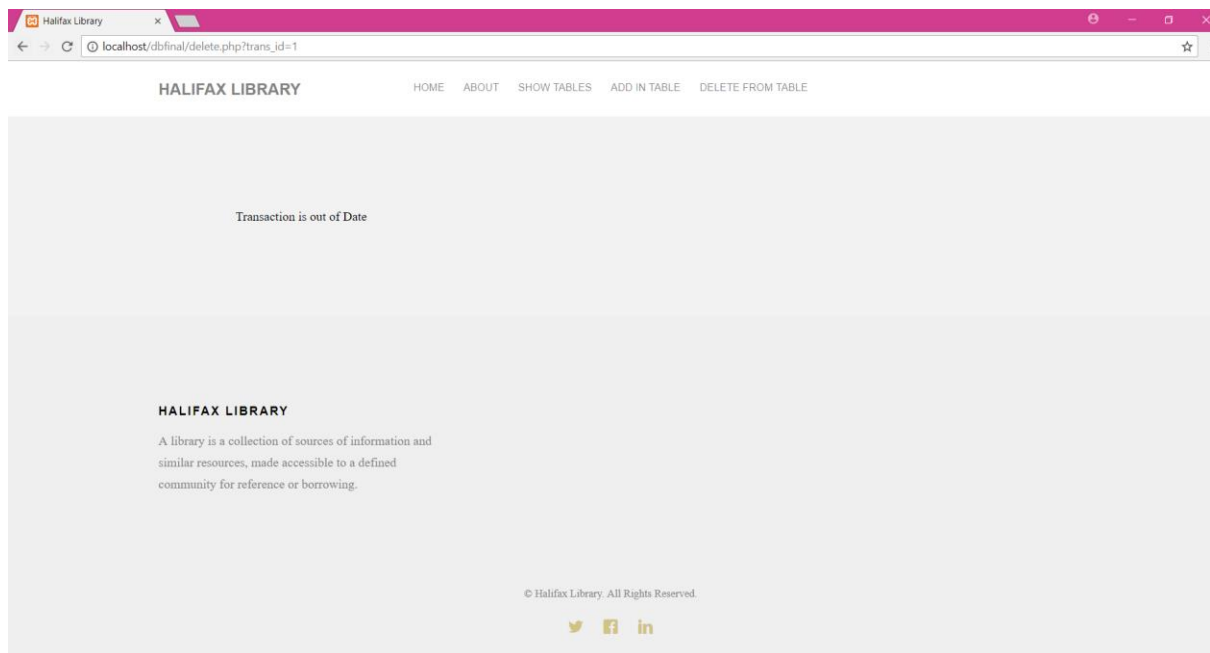 Halifax Library
localhost/dbfinal/delete.php?trans_id=1
HALIFAX LIBRARY HOME ABOUT SHOW TABLES ADD IN TABLE DELETE FROM TABLE
Transaction is out of Date
HALIFAX LIBRARY
A library is a collection of sources of information and
similar resources, made accessible to a defined
community for reference or borrowing.
© Halifax Library. All Rights Reserved.